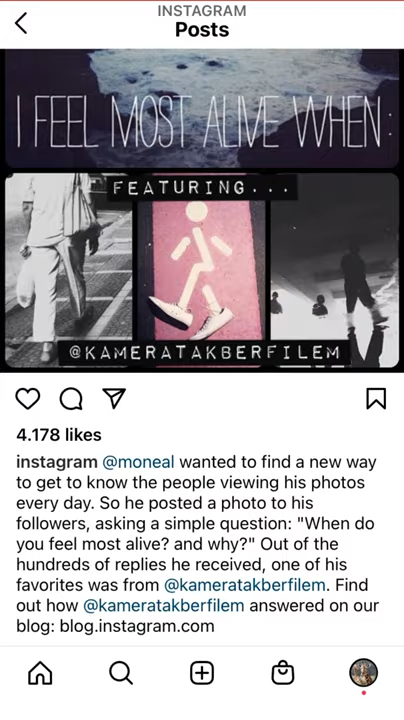 INSTAGRAM
Posts
I FEEL MOST ALIVE WHEN:
FEATURING...
@KAMERATAKBERFILEM
4.178 likes
instagram @moneal wanted to find a new way
to get to know the people viewing his photos
every day. So he posted a photo to his
followers, asking a simple question: "When do
you feel most alive? and why?" Out of the
hundreds of replies he received, one of his
favorites was from @kameratakberfilem. Find
out how @kameratakberfilem answered on our
blog: blog.instagram.com